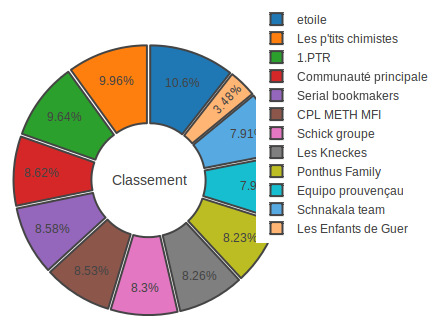 etoile
Les p'tits chimistes
1.PTR
Communauté principale
Serial bookmakers
CPL METH MFI
Schick groupe
Les Kneckes
Ponthus Family
Equipo prouvençau
Schnakala team
Les Enfants de Guer
Classement
10.6%
3.48%
7.91%
7.9
8.23%
8.26%
8.3%
8.53%
8.58%
8.62%
9.64%
9.96%